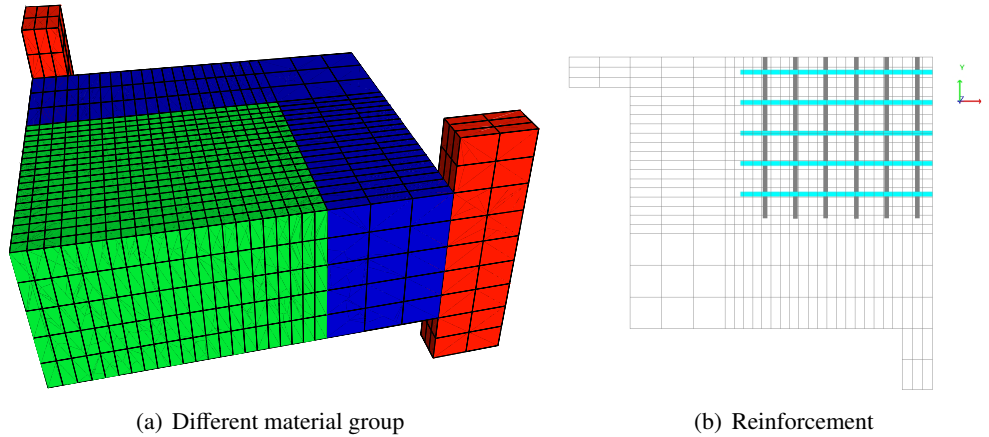 Y
X
Z
(a) Different material group
(b) Reinforcement